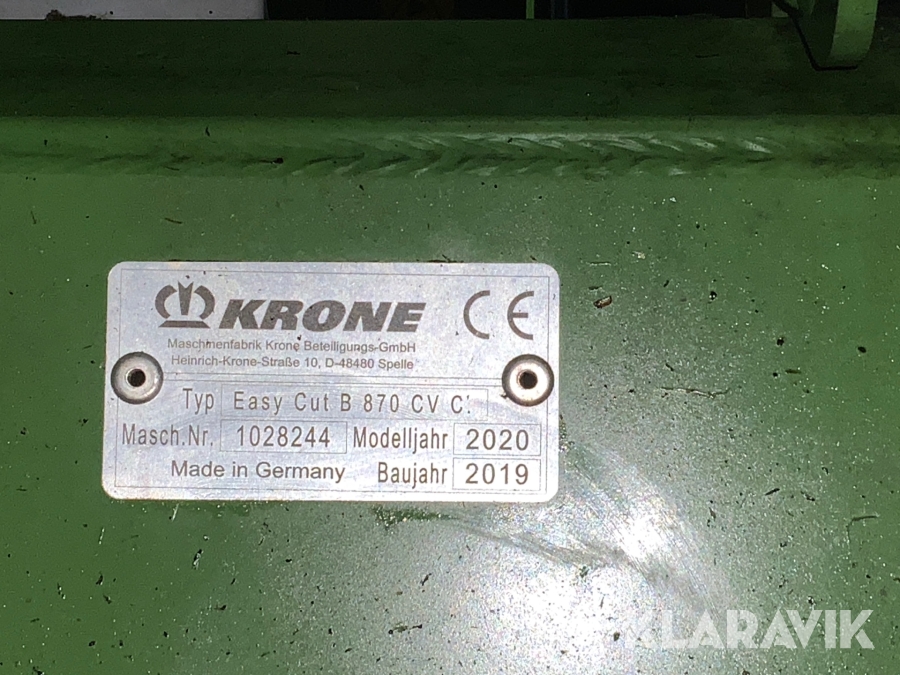 KRONE CE
Maschinenfabrik Krone Beteiligungs-GmbH
Heinrich-Krone-Straße 10, D-48480 Spelle
Typ Easy Cut B 870 CV C
Masch.Nr. 1028244 Modelljahr 2020
Made in Germany Baujahr 2019
KLARAVIK